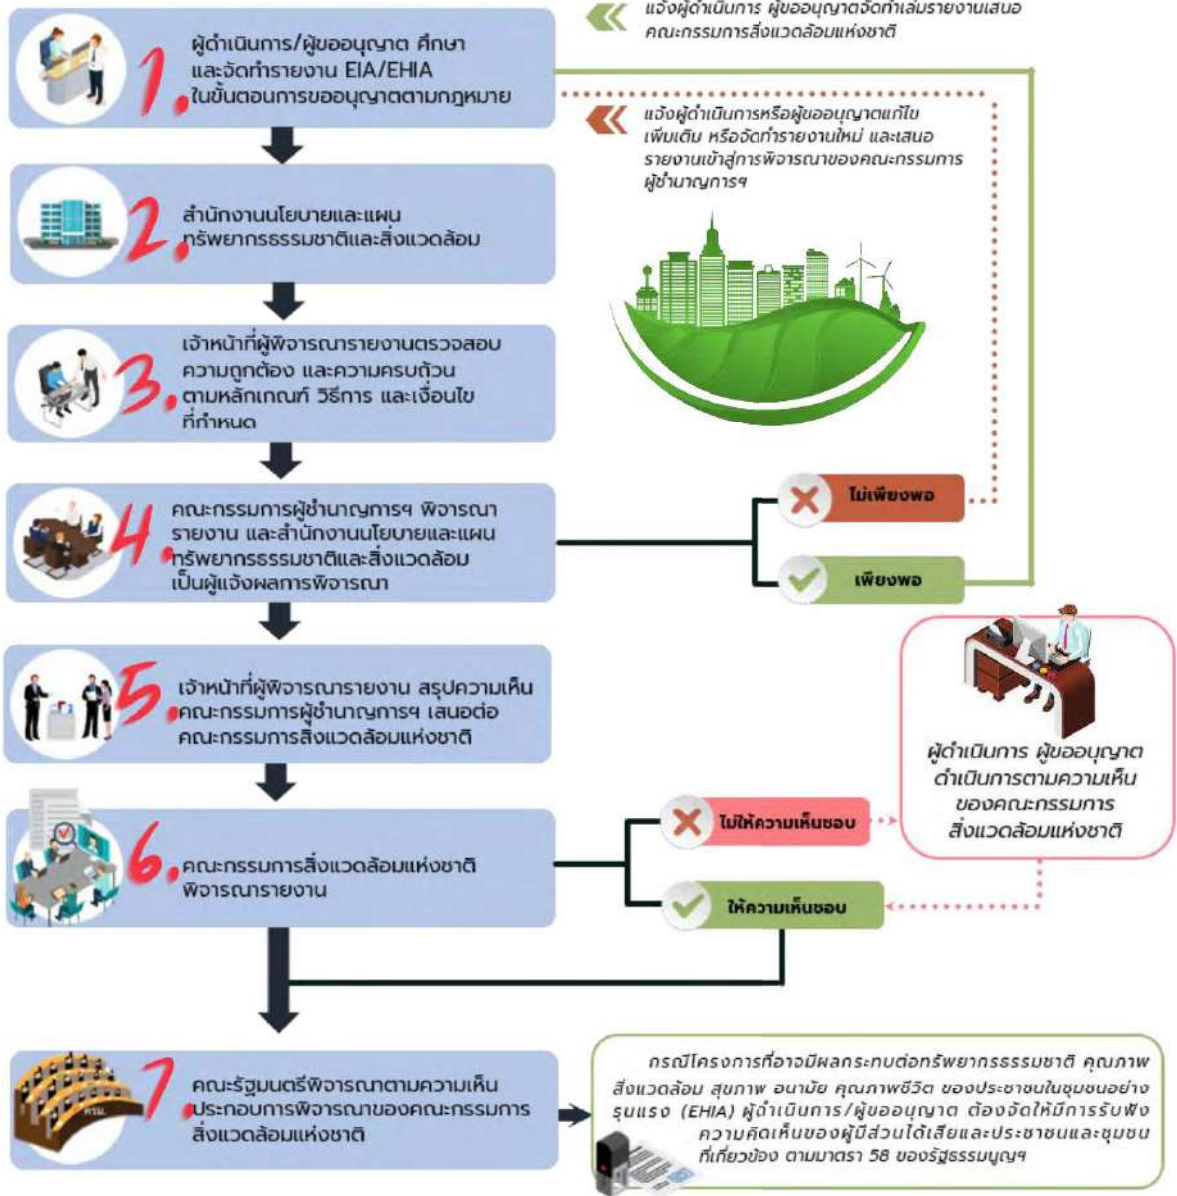 แจ้งผู้ดำเนินการ ผู้ขออนุญาตจัดทำเล่มรายงานเสนอ
คณะกรรมการสิ่งแวดล้อมแห่งชาติ
1.
ผู้ดำเนินการ/ผู้ขออนุญาต ศึกษา
และจัดทำรายงาน EIA/EHIA
ในขั้นตอนการขออนุญาตตามกฎหมาย
แจ้งผู้ดำเนินการหรือผู้ขออนุญาตแก้ไข
เพิ่มเติม หรือจัดทำรายงานใหม่ และเสนอ
รายงานเข้าสู่การพิจารณาของคณะกรรมการ
ผู้ชำนาญการฯ
2.
สำนักงานนโยบายและแผน
ทรัพยากรธรรมชาติและสิ่งแวดล้อม
3.
เจ้าหน้าที่ผู้พิจารณารายงานตรวจสอบ
ความถูกต้อง และความครบถ้วน
ตามหลักเกณฑ์ วิธีการ และเงื่อนไข
ที่กำหนด
4.
คณะกรรมการผู้ชำนาญการฯ พิจารณา
รายงาน และสำนักงานนโยบายและแผน
ทรัพยากรธรรมชาติและสิ่งแวดล้อม
เป็นผู้แจ้งผลการพิจารณา
ไม่เพียงพอ
เพียงพอ
5.
เจ้าหน้าที่ผู้พิจารณารายงาน สรุปความเห็น
คณะกรรมการผู้ชำนาญการฯ เสนอต่อ
คณะกรรมการสิ่งแวดล้อมแห่งชาติ
ผู้ดำเนินการ ผู้ขออนุญาต
ดำเนินการตามความเห็น
ของคณะกรรมการ
สิ่งแวดล้อมแห่งชาติ
6.
คณะกรรมการสิ่งแวดล้อมแห่งชาติ
พิจารณารายงาน
ไม่ให้ความเห็นชอบ
ให้ความเห็นชอบ
7.
ครม.
คณะรัฐมนตรีพิจารณาตามความเห็น
ประกอบการพิจารณาของคณะกรรมการ
สิ่งแวดล้อมแห่งชาติ
กรณีโครงการที่อาจมีผลกระทบต่อทรัพยากรธรรรมชาติ คุณภาพ
สิ่งแวดล้อม สุขภาพ อนามัย คุณภาพชีวิต ของประชาชนในชุมชนอย่าง
รุนแรง (EHIA) ผู้ดำเนินการ/ผู้ขออนุญาต ต้องจัดให้มีการรับฟัง
ความคิดเห็นของผู้มีส่วนได้เสียและประชาชนและชุมชน
ที่เกี่ยวข้อง ตามมาตรา 58 ของรัฐธรรมนูญฯ